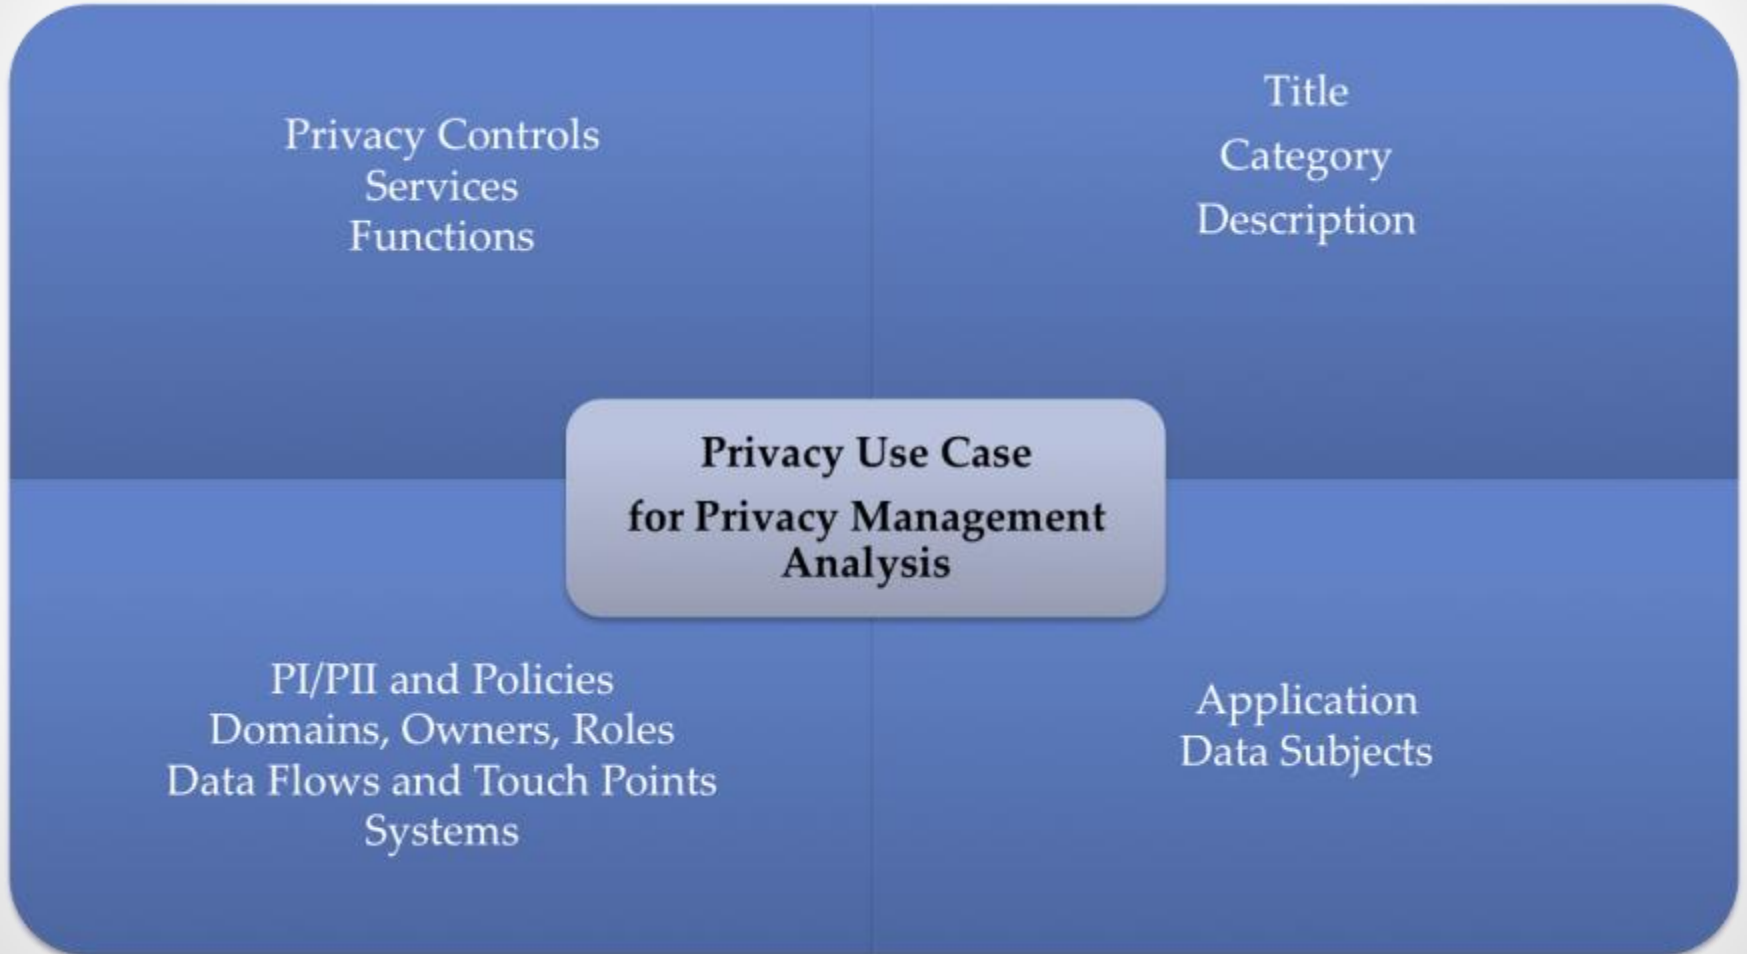 Privacy Controls
Services
Functions
Title
Category
Description
Privacy Use Case
for Privacy Management
Analysis
PI/PII and Policies
Domains, Owners, Roles
Data Flows and Touch Points
Systems
Application
Data Subjects